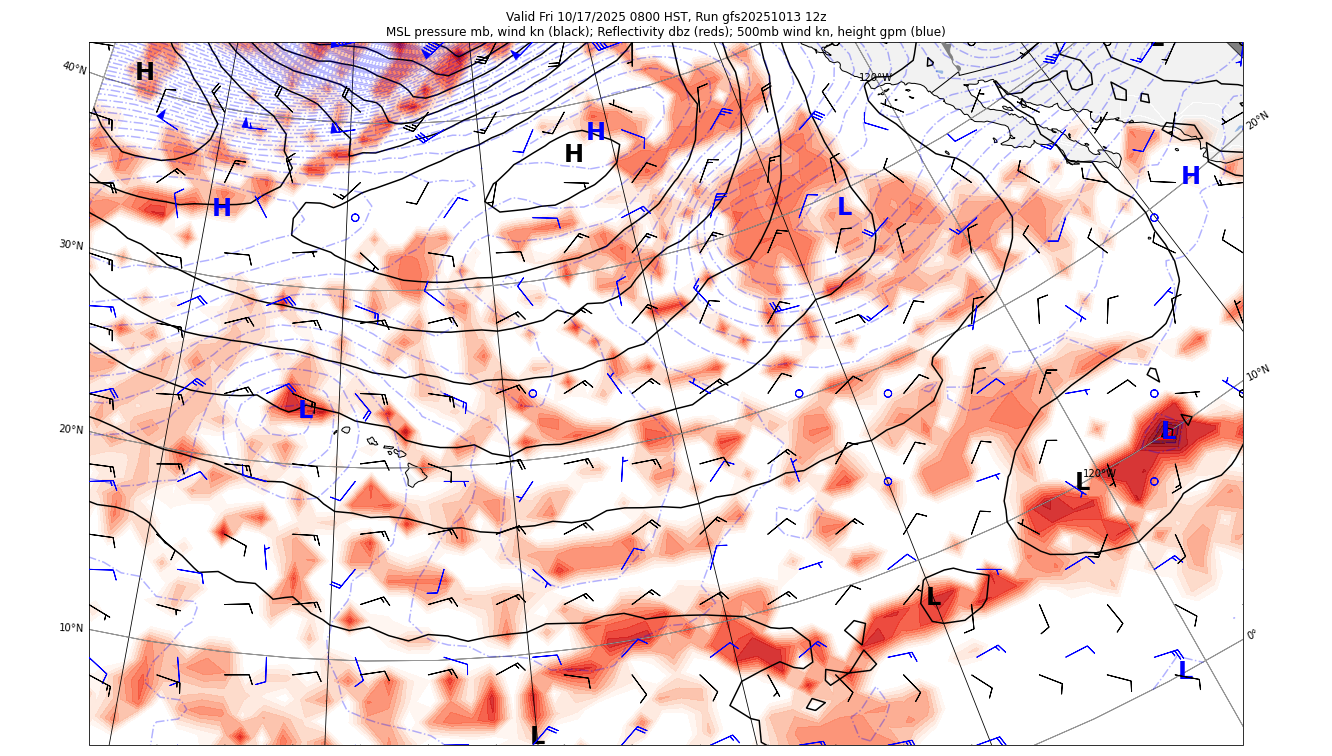 Valid Fri 10/17/2025 0800 HST, Run gfs20251013 12z
MSL pressure mb, wind kn (black); Reflectivity dbz (reds); 500mb wind kn, height gpm (blue)
40°N
H
120°W
20°N
H
H
H
H
L
30°N
10°N
L
20°N
L
L
120°W
L
10°N
0°
L
L